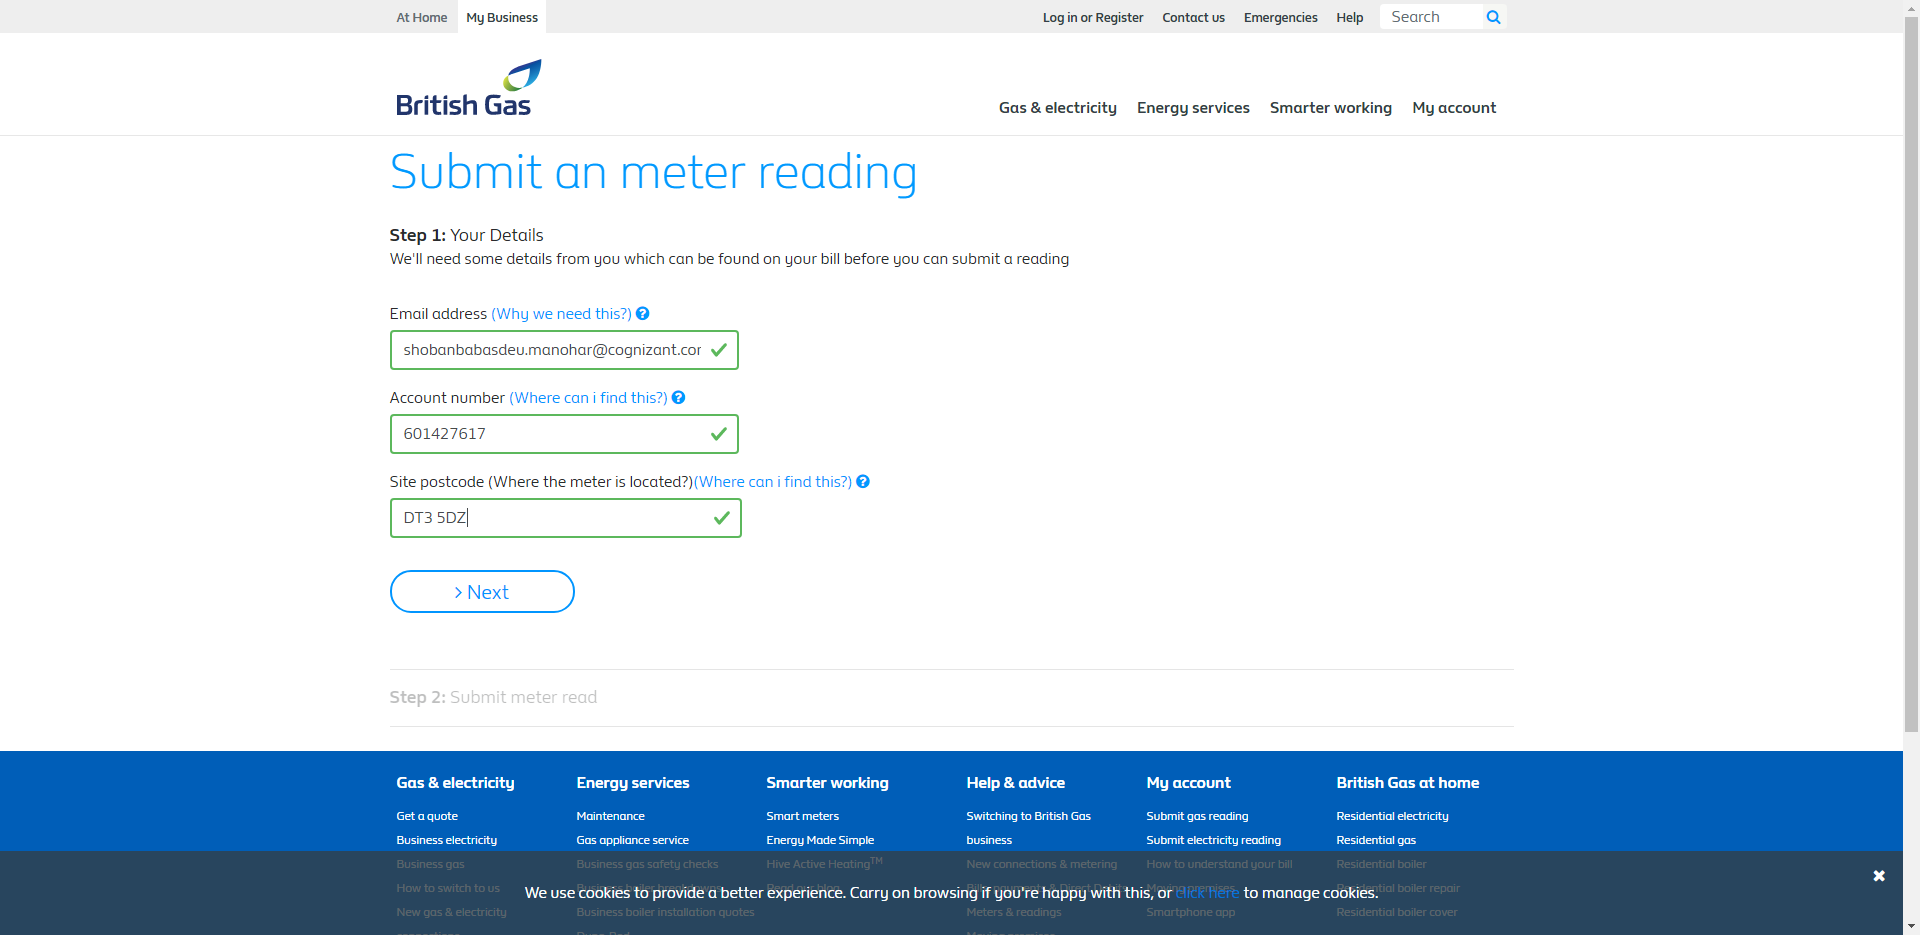 At Home My Business Log in or Register Contact us Emergencies Help Search
British Gas
Gas & electricity Energy services Smarter working My account
Submit an meter reading
Step 1: Your Details
We'll need some details from you which can be found on your bill before you can submit a reading
Email address (Why we need this?)
shobanbabasdeu.manohar@cognizant.cor
Account number (Where can i find this?)
601427617
Site postcode (Where the meter is located?)(Where can i find this?)
DT3 5DZ
> Next
Step 2: Submit meter read
Gas & electricity Energy services Smarter working Help & advice My account British Gas at home
Get a quote Maintenance Smart meters Switching to British Gas Submit gas reading Residential electricity
Business electricity Gas appliance service Energy Made Simple business Submit electricity reading Residential gas
Business gas Business gas safety checks Hive Active Heating™ New connections & metering How to understand your bill Residential boiler
How to switch to us Moving premises Residential boiler repair
We use cookies to provide a better experience. Carry on browsing if you're happy with this, or click here to manage cookies.
New gas & electricity Business boiler installation quotes Meters & readings Smartphone app Residential boiler cover